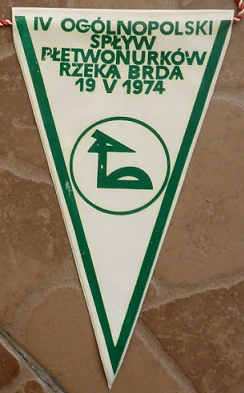 IV OGÓLNOPOLSKI
SPŁYW
PŁETWONURKÓW
RZEKA BRDA
19 V 1974